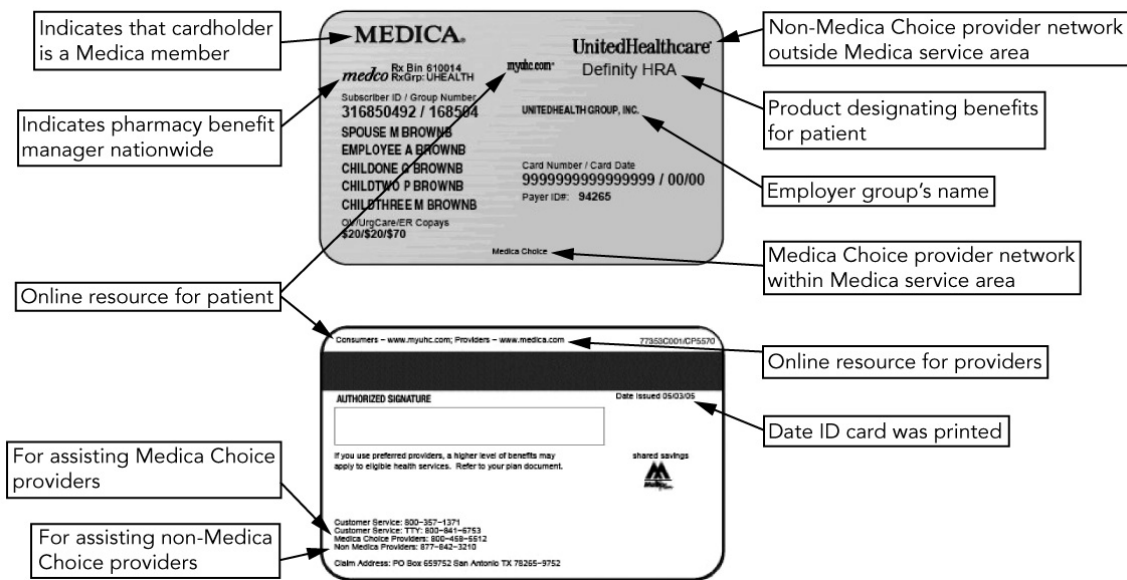 Indicates that cardholder
is a Medica member
Indicates pharmacy benefit
manager nationwide
Online resource for patient
For assisting Medica Choice
providers
For assisting non-Medica
Choice providers
MEDICA®
medco Rx Bin 610014
RxGrp: UHEALTH
Subscriber ID / Group Number
316850492 / 168504
SPOUSE M BROWNB
EMPLOYEE A BROWNB
CHILDONE G BROWNB
CHILDTWO P BROWNB
CHILDTHREE M BROWNB
OV/UrgCare/ER Copays
$20/$20/$70
myuhc.com
UnitedHealthcare
Definity HRA
UNITEDHEALTH GROUP, INC.
Card Number / Card Date
9999999999999999 / 00/00
Payer ID#: 94265
Medica Choice
Non-Medica Choice provider network
outside Medica service area
Product designating benefits
for patient
Employer group's name
Medica Choice provider network
within Medica service area
Online resource for providers
Date ID card was printed
Consumers – www.myuhc.com; Providers – www.medica.com 77353C001/CP5570
AUTHORIZED SIGNATURE
Date Issued 05/03/05
If you use preferred providers, a higher level of benefits may
apply to eligible health services. Refer to your plan document.
shared savings
Customer Service: 800-357-1371
Customer Service: TTY: 800-841-6753
Medica Choice Providers: 800-458-5512
Non Medica Providers: 877-842-3210
Claim Address: PO Box 659752 San Antonio TX 78265-9752